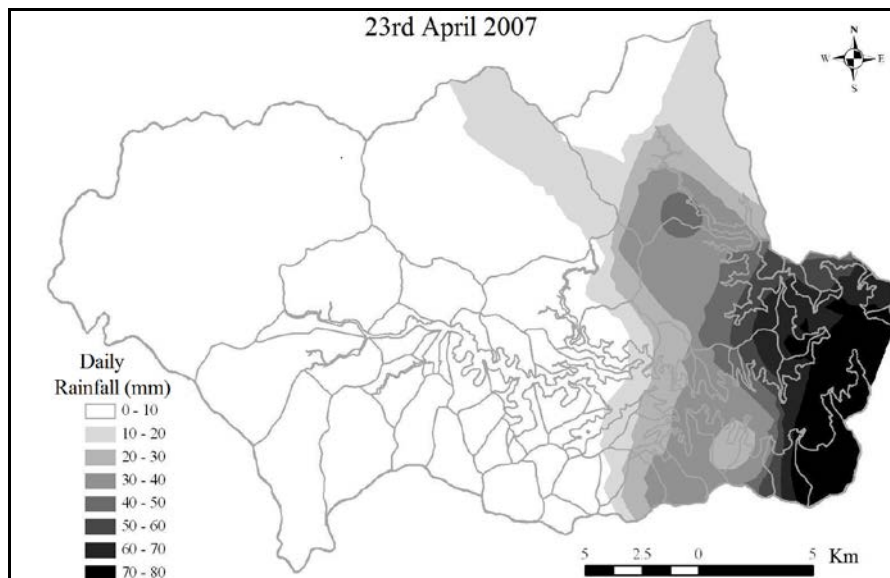 23rd April 2007
N
W E
S
Daily
Rainfall (mm)
0 - 10
10 - 20
20 - 30
30 - 40
40 - 50
50 - 60
60 - 70
70 - 80
5 2.5 0 5 Km